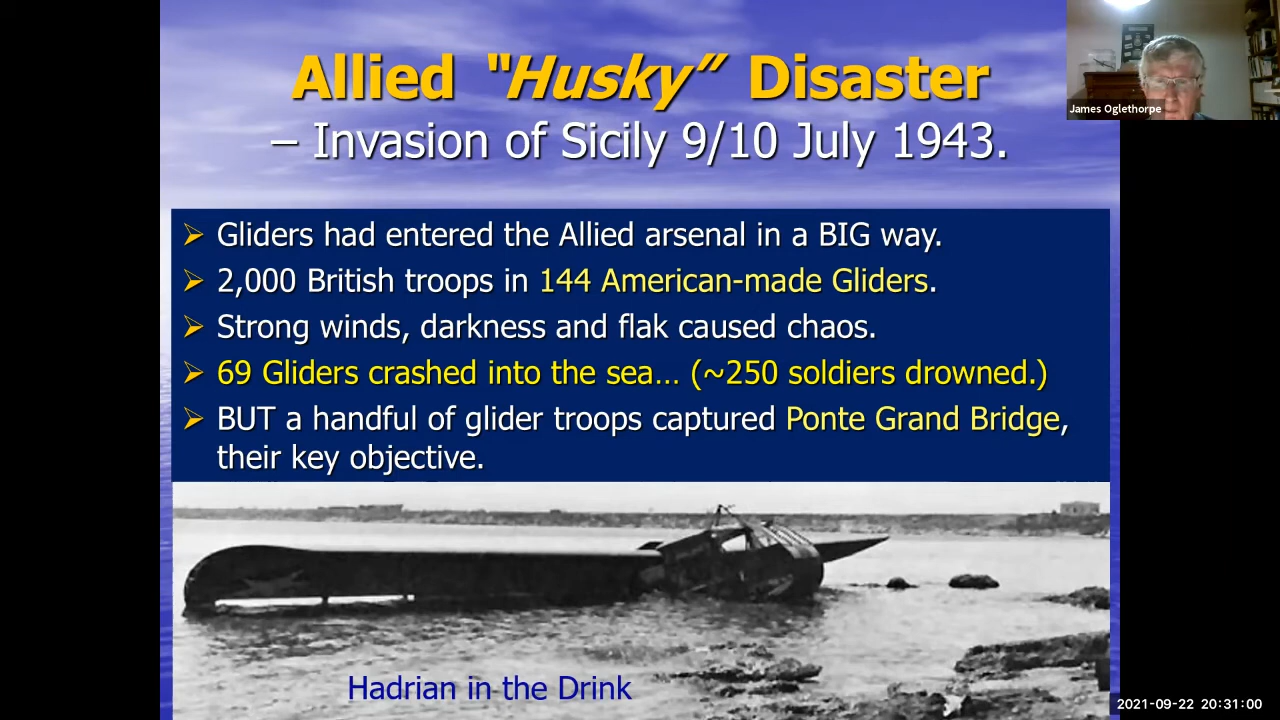 Allied “Husky” Disaster
– Invasion of Sicily 9/10 July 1943.
James Oglethorpe
Gliders had entered the Allied arsenal in a BIG way.
2,000 British troops in 144 American-made Gliders.
Strong winds, darkness and flak caused chaos.
69 Gliders crashed into the sea… (~250 soldiers drowned.)
BUT a handful of glider troops captured Ponte Grand Bridge,
their key objective.
Hadrian in the Drink
2021-09-22 20:31:00